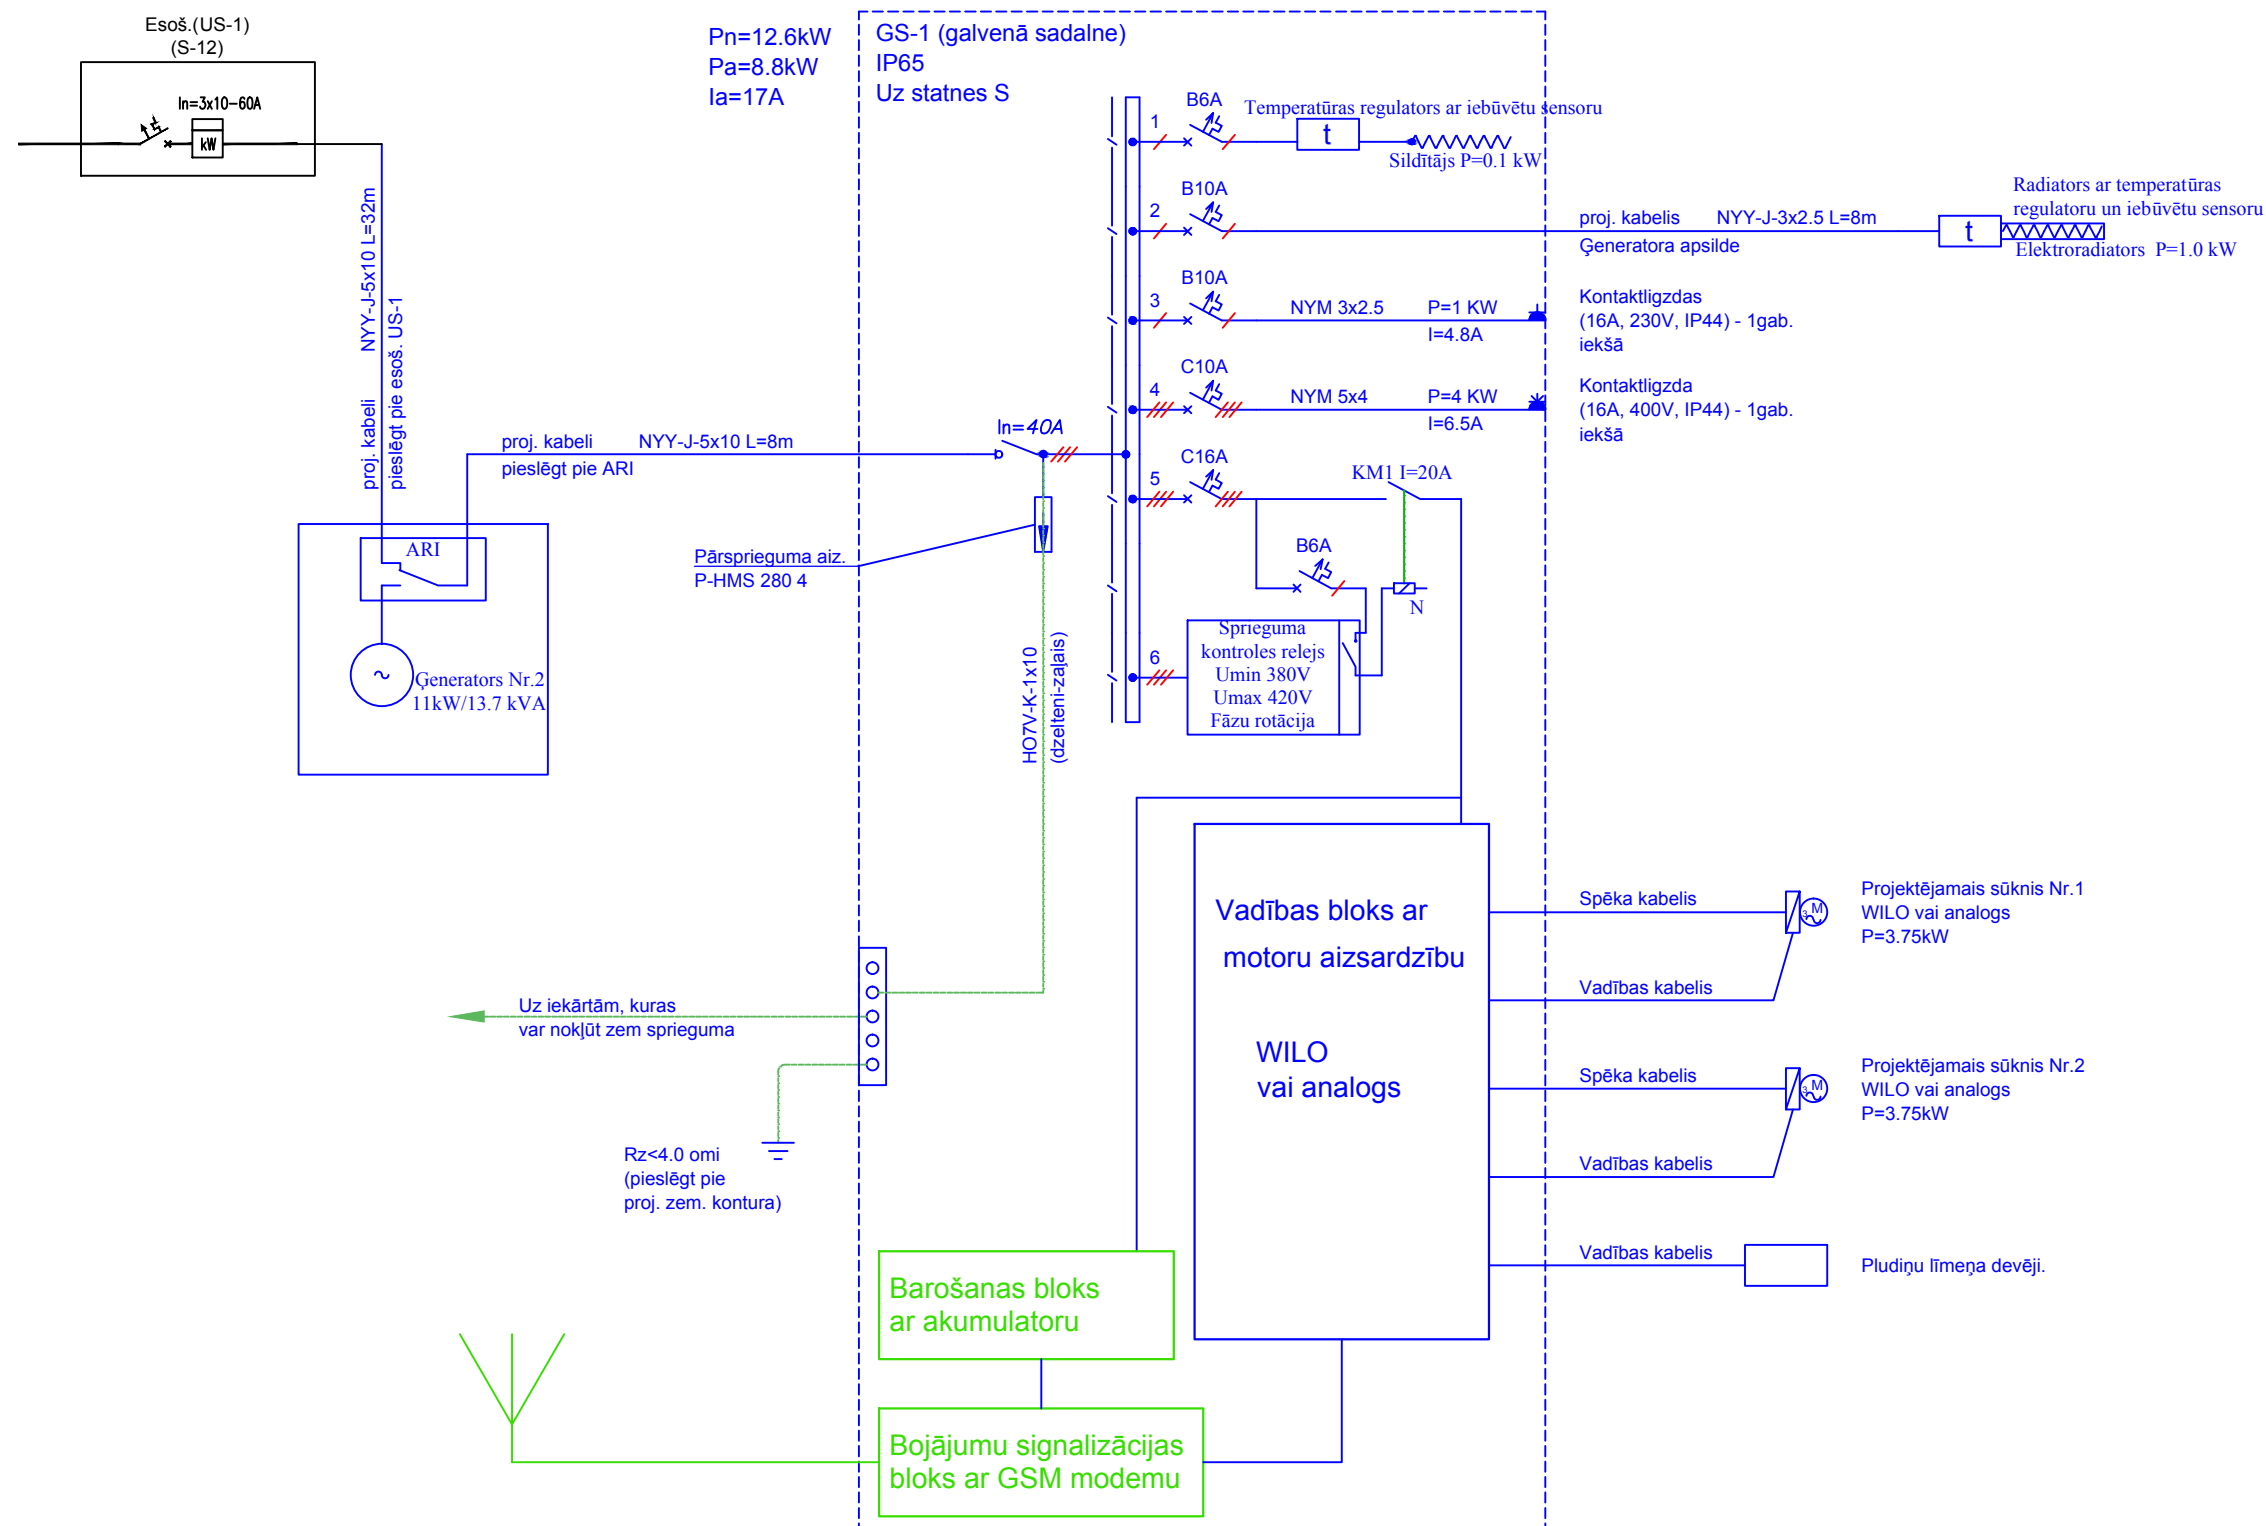 Esoš.(US-1)
(S-12)
In=3x10-60A
kW
proj. kabeli NYY-J-5x10 L=32m
pieslēgt pie esoš. US-1
Pn=12.6kW
Pa=8.8kW
Ia=17A
GS-1 (galvenā sadalne)
IP65
Uz statnes S
1
B6A
Temperatūras regulators ar iebūvētu sensoru
t
Sildītājs P=0.1 kW
2
B10A
proj. kabelis NYY-J-3x2.5 L=8m
Ģeneratora apsilde
t
Radiators ar temperatūras
regulatoru un iebūvētu sensoru
Elektroradiators P=1.0 kW
3
B10A
NYM 3x2.5 P=1 KW
I=4.8A
Kontaktligzdas
(16A, 230V, IP44) - 1gab.
iekšā
4
C10A
NYM 5x4 P=4 KW
I=6.5A
Kontaktligzda
(16A, 400V, IP44) - 1gab.
iekšā
proj. kabeli NYY-J-5x10 L=8m
pieslēgt pie ARI
In=40A
5
C16A
KM1 I=20A
B6A
N
ARI
Ģenerators Nr.2
11kW/13.7 kVA
Pārsprieguma aiz.
P-HMS 280 4
HO7V-K-1x10
(dzelteni-zaļais)
6
Sprieguma
kontroles relejs
Umin 380V
Umax 420V
Fāzu rotācija
Vadības bloks ar
motoru aizsardzību
WILO
vai analogs
Spēka kabelis
3 M
Vadības kabelis
Projektējamais sūknis Nr.1
WILO vai analogs
P=3.75kW
Spēka kabelis
3 M
Vadības kabelis
Projektējamais sūknis Nr.2
WILO vai analogs
P=3.75kW
Vadības kabelis
Pludiņu līmeņa devēji.
Uz iekārtām, kuras
var nokļūt zem sprieguma
Rz<4.0 omi
(pieslēgt pie
proj. zem. kontura)
Barošanas bloks
ar akumulatoru
Bojājumu signalizācijas
bloks ar GSM modemu